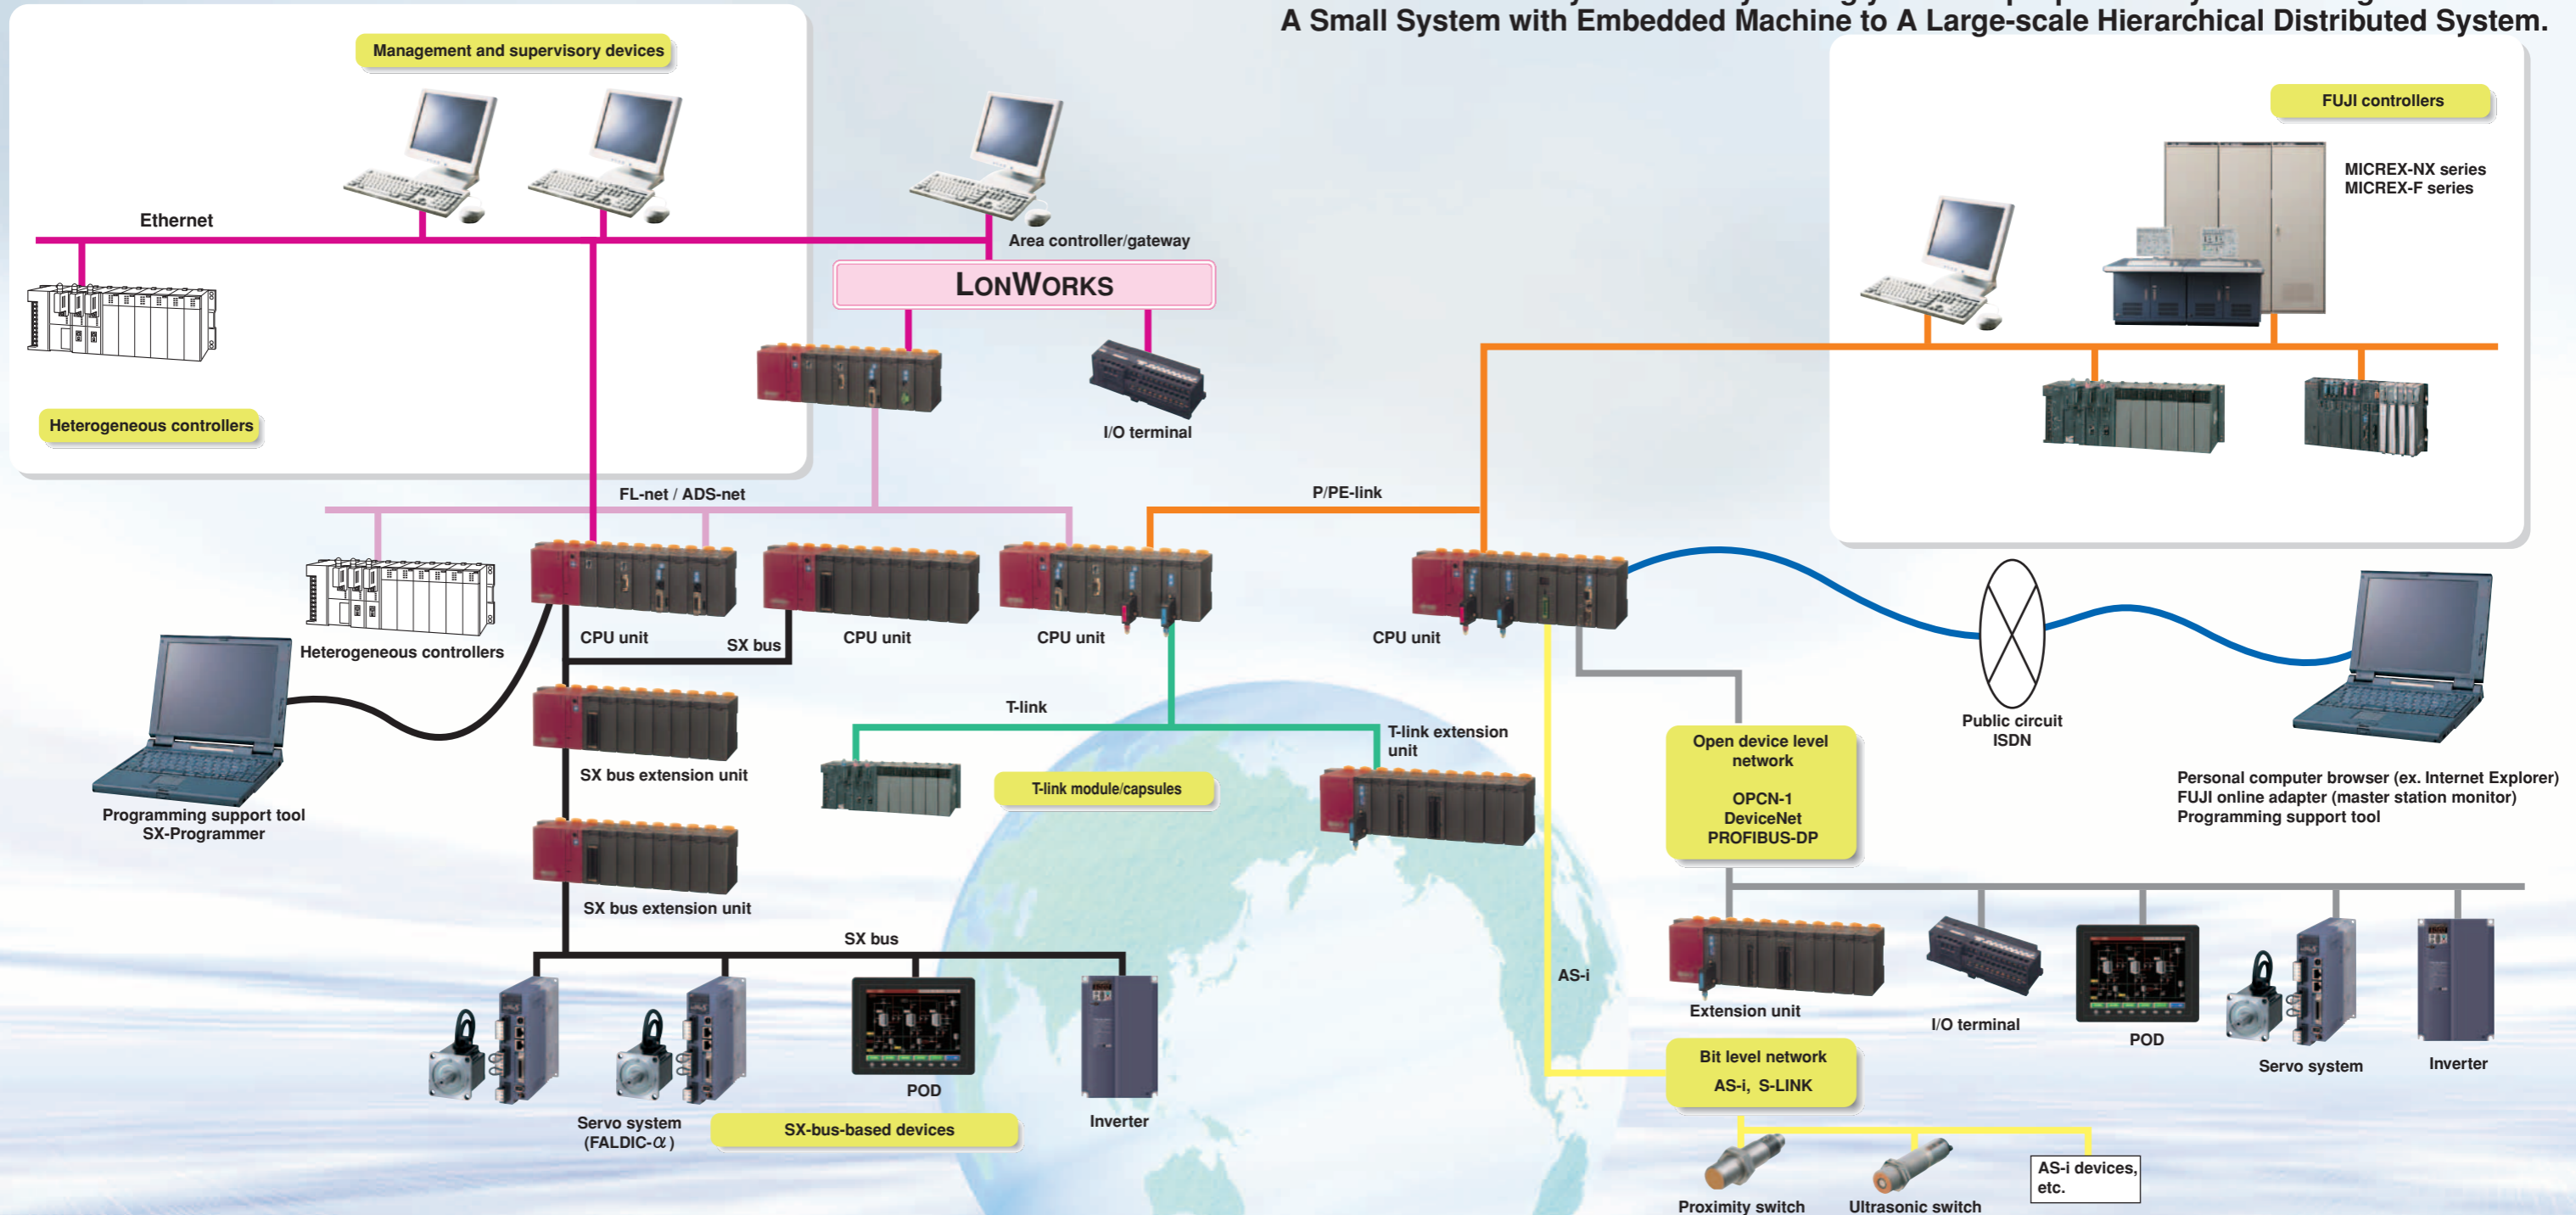 A Small System with Embedded Machine to A Large-scale Hierarchical Distributed System.
Management and supervisory devices
FUJI controllers
MICREX-NX series
MICREX-F series
Ethernet
Area controller/gateway
LONWORKS
Heterogeneous controllers
I/O terminal
FL-net / ADS-net
P/PE-link
CPU unit
SX bus
CPU unit
CPU unit
CPU unit
Heterogeneous controllers
T-link
T-link extension
unit
Public circuit
ISDN
Open device level
network
OPCN-1
DeviceNet
PROFIBUS-DP
SX bus extension unit
T-link module/capsules
Personal computer browser (ex. Internet Explorer)
FUJI online adapter (master station monitor)
Programming support tool
Programming support tool
SX-Programmer
SX bus extension unit
SX bus
AS-i
Extension unit
I/O terminal
POD
Servo system
Inverter
Bit level network
AS-i, S-LINK
POD
Inverter
Servo system
(FALDIC-α)
SX-bus-based devices
AS-i devices,
etc.
Proximity switch
Ultrasonic switch